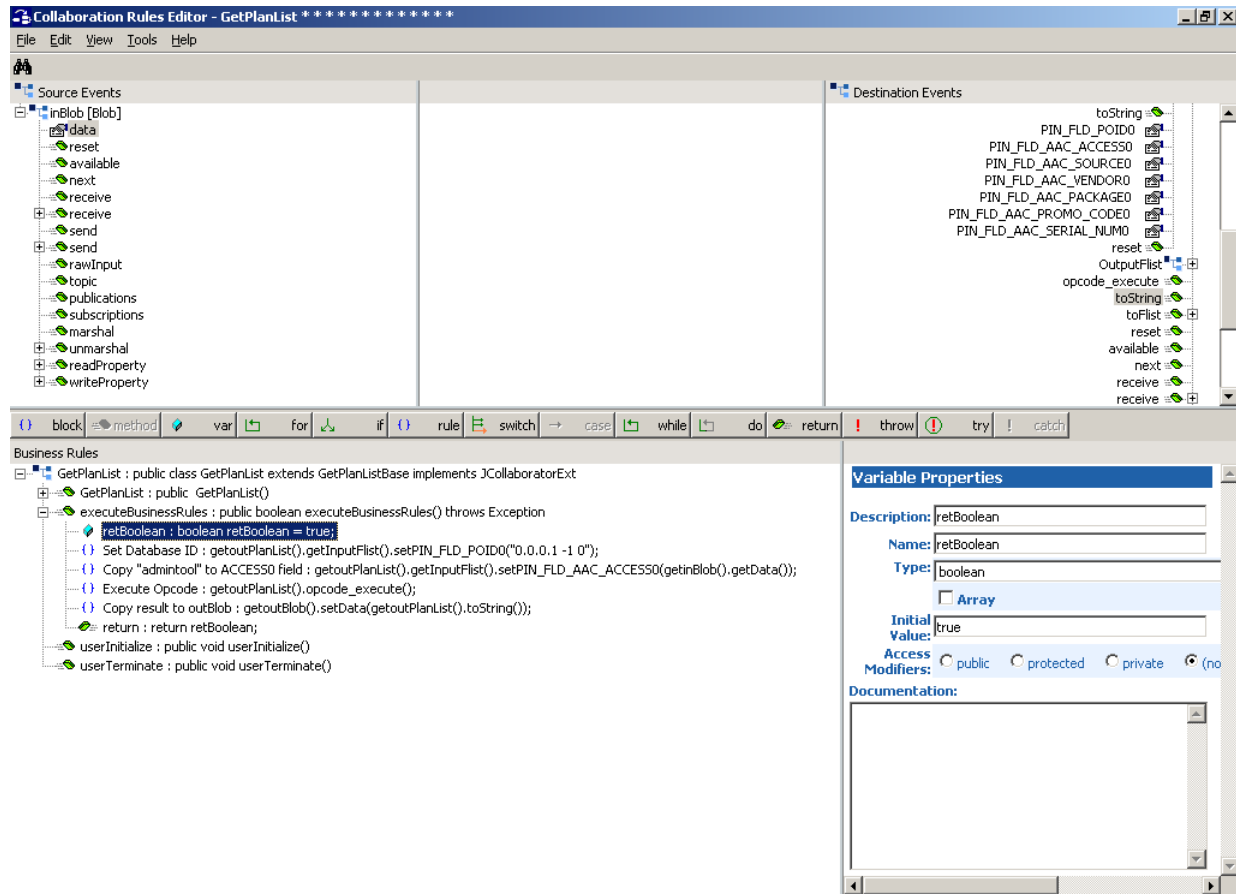 Collaboration Rules Editor - GetPlanList * * * * * * * * * * * * *
File Edit View Tools Help
Source Events
inBlob [Blob]
data
reset
available
next
receive
receive
send
send
rawInput
topic
publications
subscriptions
marshal
unmarshal
readProperty
writeProperty
Destination Events
toString
PIN_FLD_POID0
PIN_FLD_AAC_ACCESS0
PIN_FLD_AAC_SOURCE0
PIN_FLD_AAC_VENDOR0
PIN_FLD_AAC_PACKAGE0
PIN_FLD_AAC_PROMO_CODE0
PIN_FLD_AAC_SERIAL_NUM0
reset
OutputFlist
opcode_execute
toString
toFlist
reset
available
next
receive
receive
{} block method var for if {} rule switch case while do return ! throw try ! catch
Business Rules
GetPlanList : public class GetPlanList extends GetPlanListBase implements JCollaboratorExt
GetPlanList : public GetPlanList()
executeBusinessRules : public boolean executeBusinessRules() throws Exception
retBoolean : boolean retBoolean = true;
{} Set Database ID : getoutPlanList().getInputFlist().setPIN_FLD_POID0("0.0.0.1 -1 0");
{} Copy "admintool" to ACCESS0 field : getoutPlanList().getInputFlist().setPIN_FLD_AAC_ACCESS0(getinBlob().getData());
{} Execute Opcode : getoutPlanList().opcode_execute();
{} Copy result to outBlob : getoutBlob().setData(getoutPlanList().toString());
return : return retBoolean;
userInitialize : public void userInitialize()
userTerminate : public void userTerminate()
Variable Properties
Description: retBoolean
Name: retBoolean
Type: boolean
Array
Initial
Value: true
Access
Modifiers: public protected private (no
Documentation: